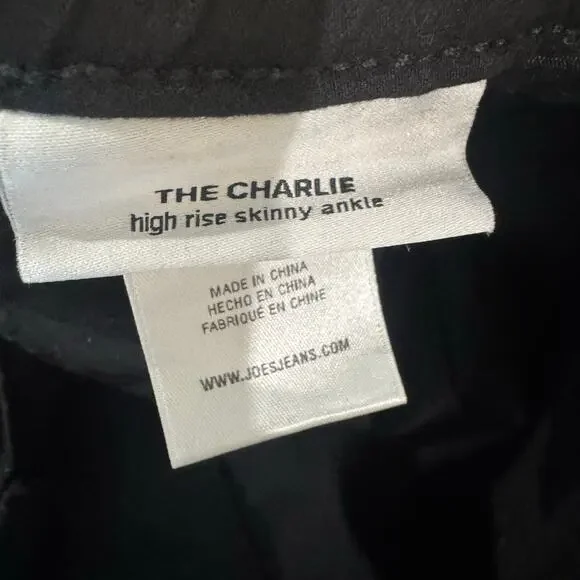 THE CHARLIE
high rise skinny ankle
MADE IN CHINA
HECHO EN CHINA
FABRIQUÉ EN CHINE
WWW.JOESJEANS.COM